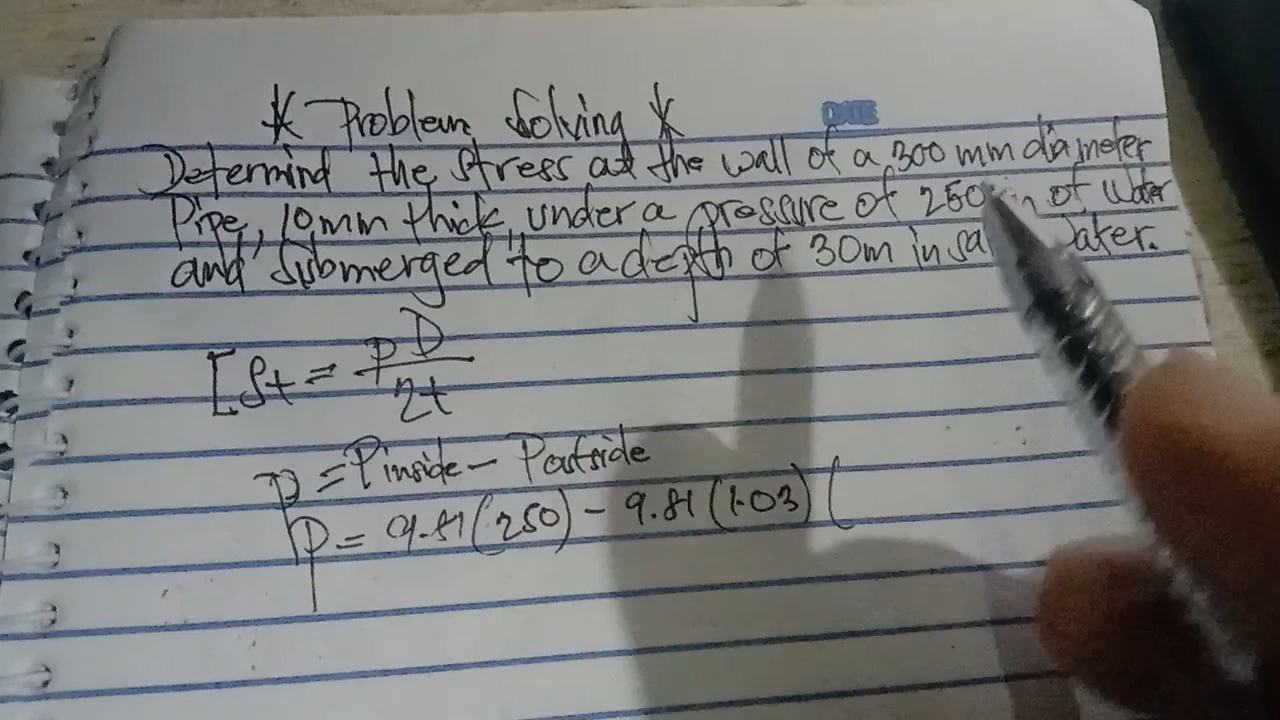 * Problem Solving *
DATE
Determind the stress at the wall of a 300 mm diameter
Pipe, 10mm thick, under a pressure of 250 of water
and submerged to a depth of 30m in
[St = PD/2t
P = Pinside - Poutside
P = 9.81(250) - 9.81(1.03)(